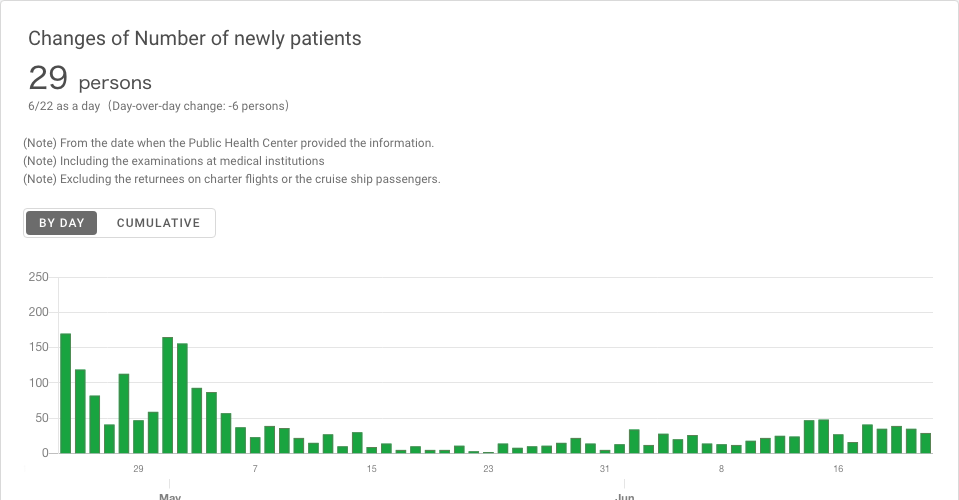 Changes of Number of newly patients
29 persons
6/22 as a day (Day-over-day change: -6 persons)
(Note) From the date when the Public Health Center provided the information.
(Note) Including the examinations at medical institutions
(Note) Excluding the returnees on charter flights or the cruise ship passengers.
BY DAY CUMULATIVE
250
200
150
100
50
0
29 7 15 23 31 8 16
May Jun